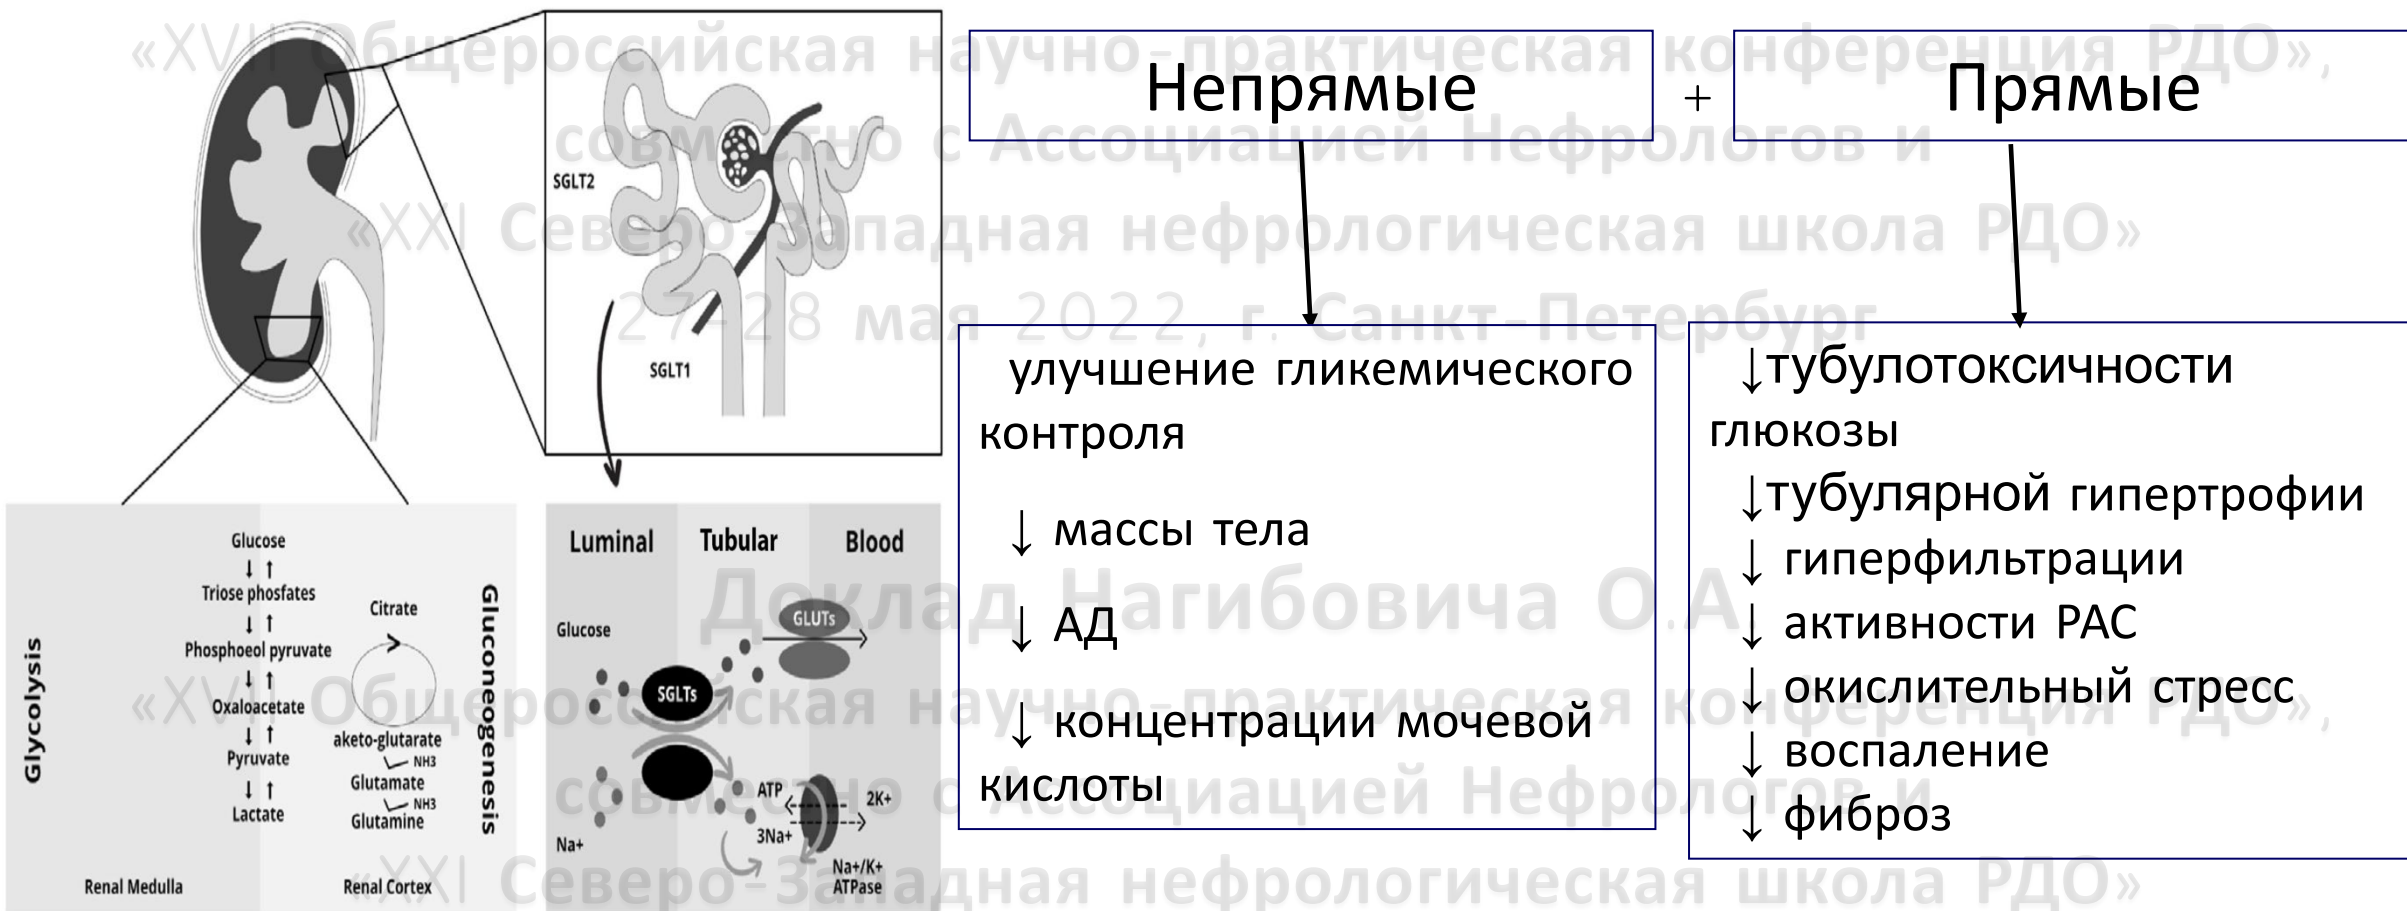 «XVII Общероссийская научно-практическая конференция РДО»,
совместно с Ассоциацией Нефрологов и
«XXI Северо-Западная нефрологическая школа РДО»
27-28 мая 2022, г. Санкт-Петербург
Доклад Нагибовича О.А.
«XVII Общероссийская научно-практическая конференция РДО»,
совместно с Ассоциацией Нефрологов и
«XXI Северо-Западная нефрологическая школа РДО»
SGLT2
SGLT1
Glycolysis
Glucose
Triose phosfates
Phosphoeol pyruvate
Oxaloacetate
Pyruvate
Lactate
Renal Medulla
Citrate
aketo-glutarate
NH3
Glutamate
NH3
Glutamine
Gluconeogenesis
Renal Cortex
Luminal
Tubular
Blood
Glucose
GLUTs
SGLTs
ATP
2K+
3Na+
Na+
Na+/K+
ATPase
Непрямые
+
Прямые
улучшение гликемического
контроля
↓ массы тела
↓ АД
↓ концентрации мочевой
кислоты
↓тубулотоксичности
глюкозы
↓тубулярной гипертрофии
↓ гиперфильтрации
↓ активности РАС
↓ окислительный стресс
↓ воспаление
↓ фиброз